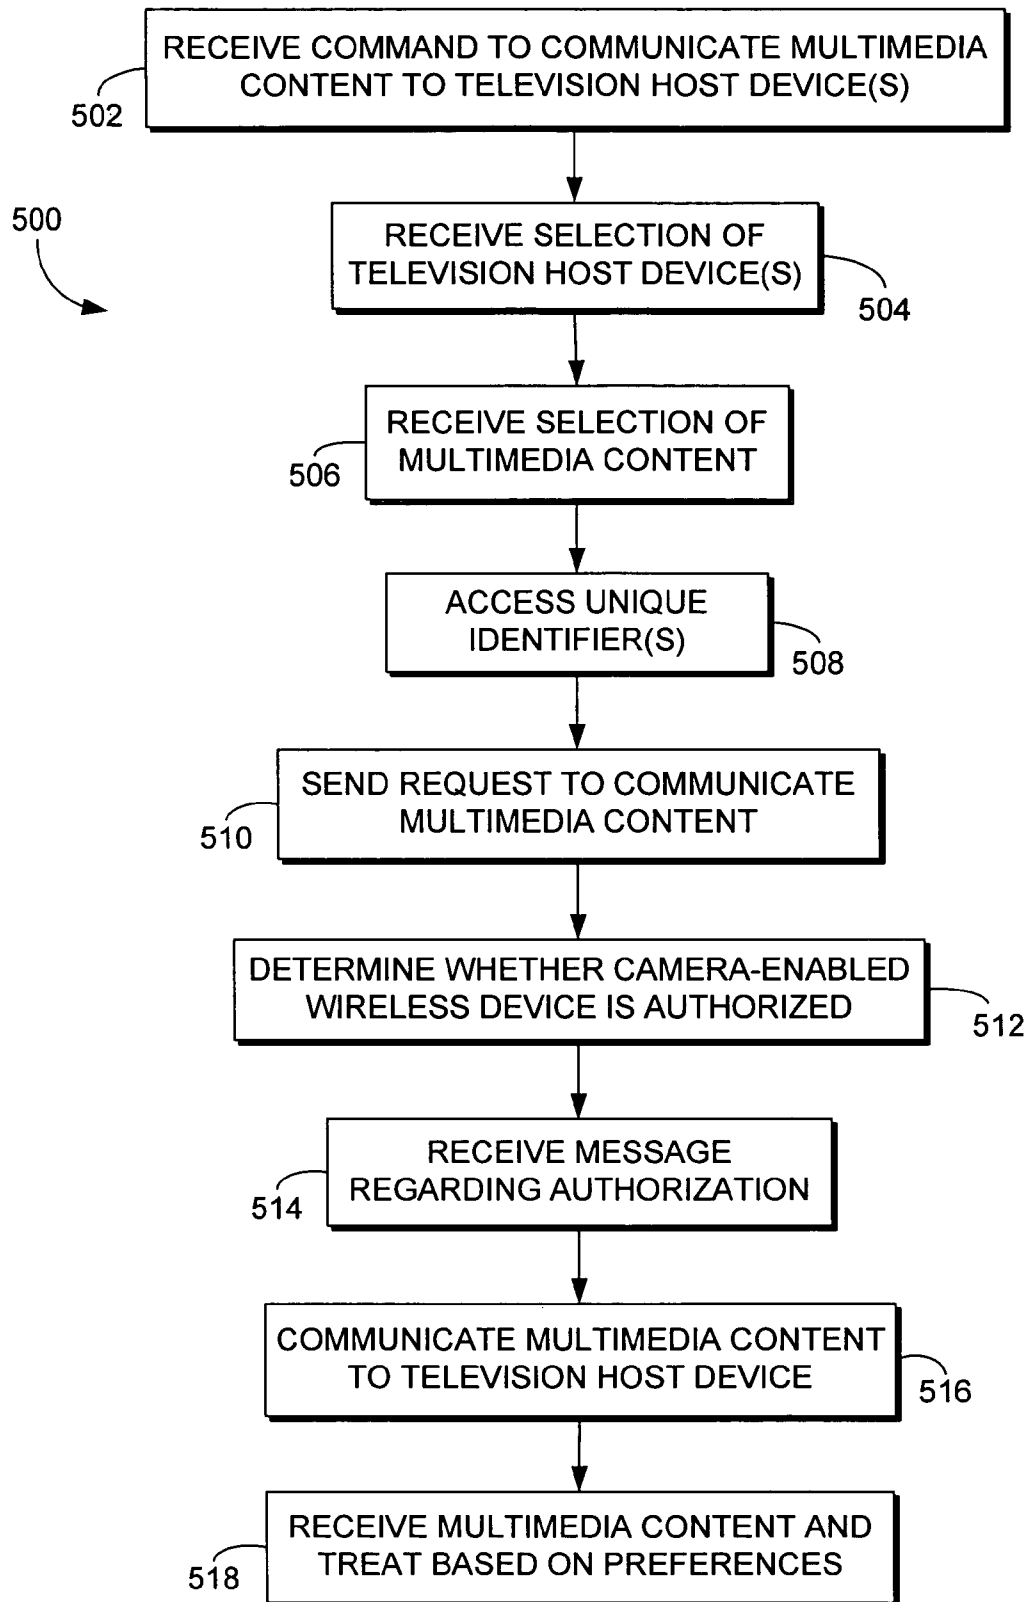 RECEIVE COMMAND TO COMMUNICATE MULTIMEDIA
CONTENT TO TELEVISION HOST DEVICE(S)
502
500
RECEIVE SELECTION OF
TELEVISION HOST DEVICE(S)
504
RECEIVE SELECTION OF
MULTIMEDIA CONTENT
506
ACCESS UNIQUE
IDENTIFIER(S)
508
SEND REQUEST TO COMMUNICATE
MULTIMEDIA CONTENT
510
DETERMINE WHETHER CAMERA-ENABLED
WIRELESS DEVICE IS AUTHORIZED
512
RECEIVE MESSAGE
REGARDING AUTHORIZATION
514
COMMUNICATE MULTIMEDIA CONTENT
TO TELEVISION HOST DEVICE
516
RECEIVE MULTIMEDIA CONTENT AND
TREAT BASED ON PREFERENCES
518